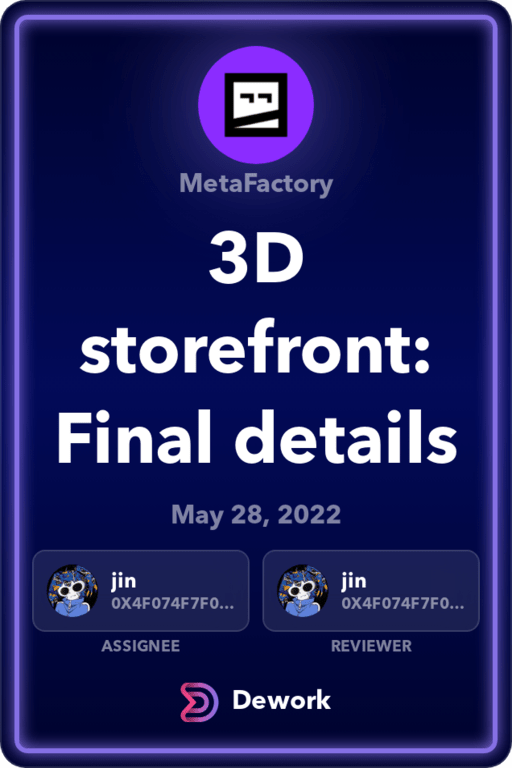 MetaFactory
3D
storefront:
Final details
May 28, 2022
jin
0X4F074F7F0...
ASSIGNEE
jin
0X4F074F7F0...
REVIEWER
Dework